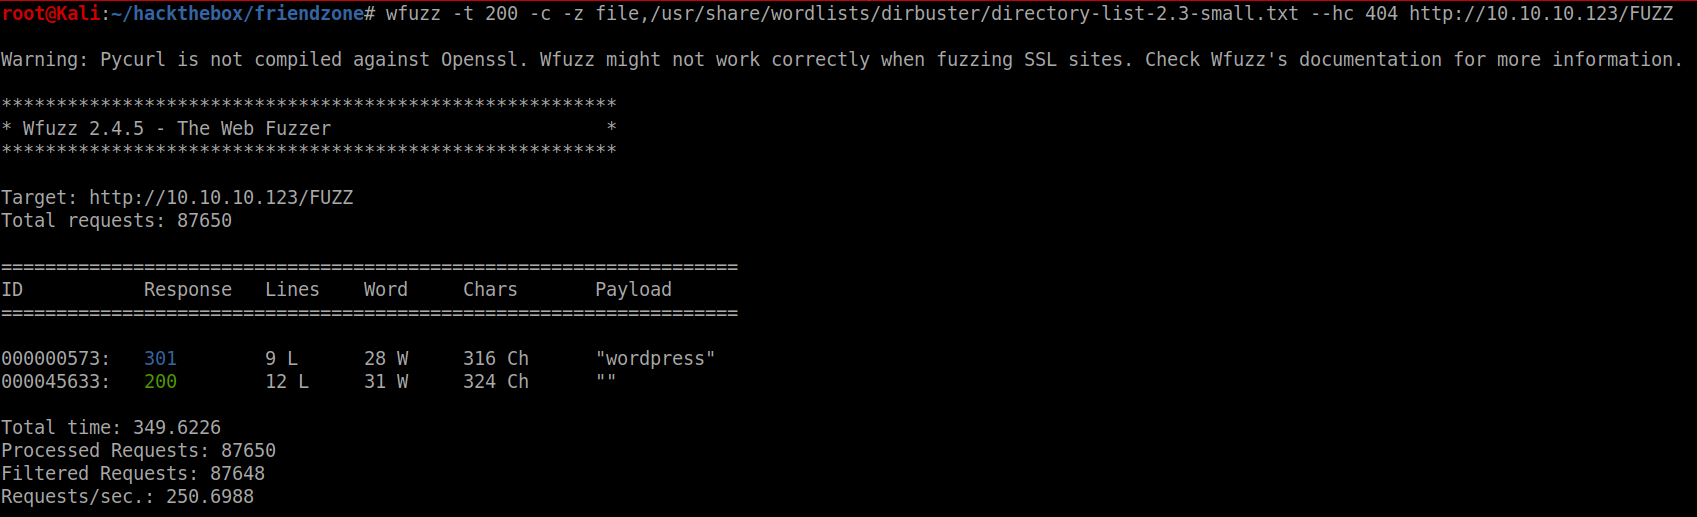 root@Kali:~/hackthebox/friendzone# wfuzz -t 200 -c -z file,/usr/share/wordlists/dirbuster/directory-list-2.3-small.txt --hc 404 http://10.10.10.123/FUZZ
Warning: Pycurl is not compiled against Openssl. Wfuzz might not work correctly when fuzzing SSL sites. Check Wfuzz's documentation for more information.
********************************************************
* Wfuzz 2.4.5 - The Web Fuzzer                         *
********************************************************
Target: http://10.10.10.123/FUZZ
Total requests: 87650
===================================================================
ID           Response   Lines    Word     Chars       Payload
===================================================================
000000573:   301        9 L      28 W     316 Ch      "wordpress"
000045633:   200        12 L     31 W     324 Ch      ""
Total time: 349.6226
Processed Requests: 87650
Filtered Requests: 87648
Requests/sec.: 250.6988